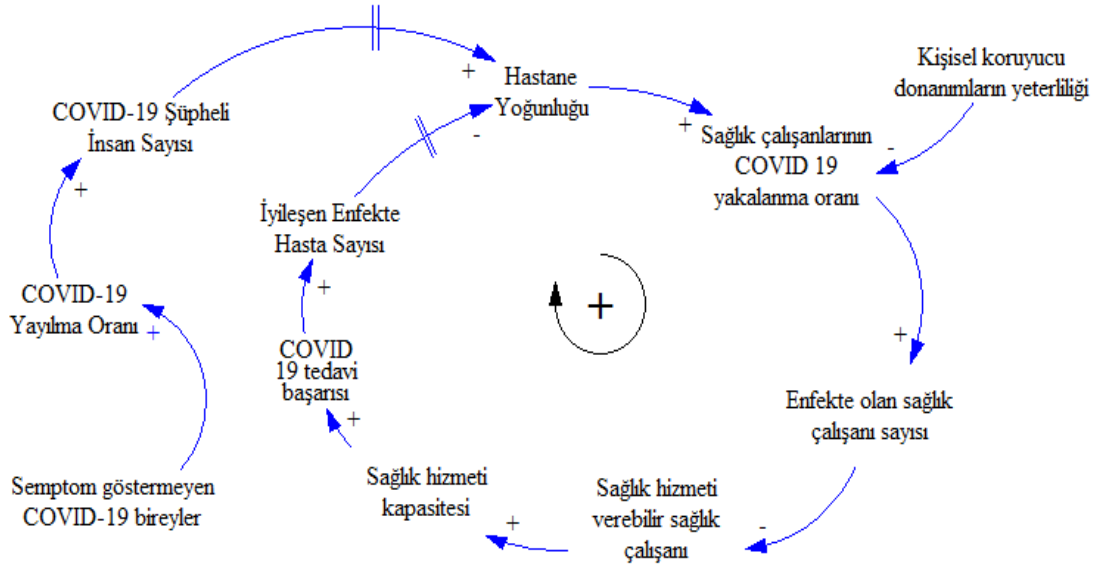 Hastane
Yoğunluğu
+
-
Kişisel koruyucu
donanımların yeterliliği
-
+
Sağlık çalışanlarının
COVID 19
yakalanma oranı
COVID-19 Şüpheli
İnsan Sayısı
+
İyileşen Enfekte
Hasta Sayısı
+
COVID-19
Yayılma Oranı
+
+
COVID
19 tedavi
başarısı
+
+
Enfekte olan sağlık
çalışanı sayısı
-
Sağlık hizmeti
verebilir sağlık
çalışanı
+
Sağlık hizmeti
kapasitesi
Semptom göstermeyen
COVID-19 bireyler